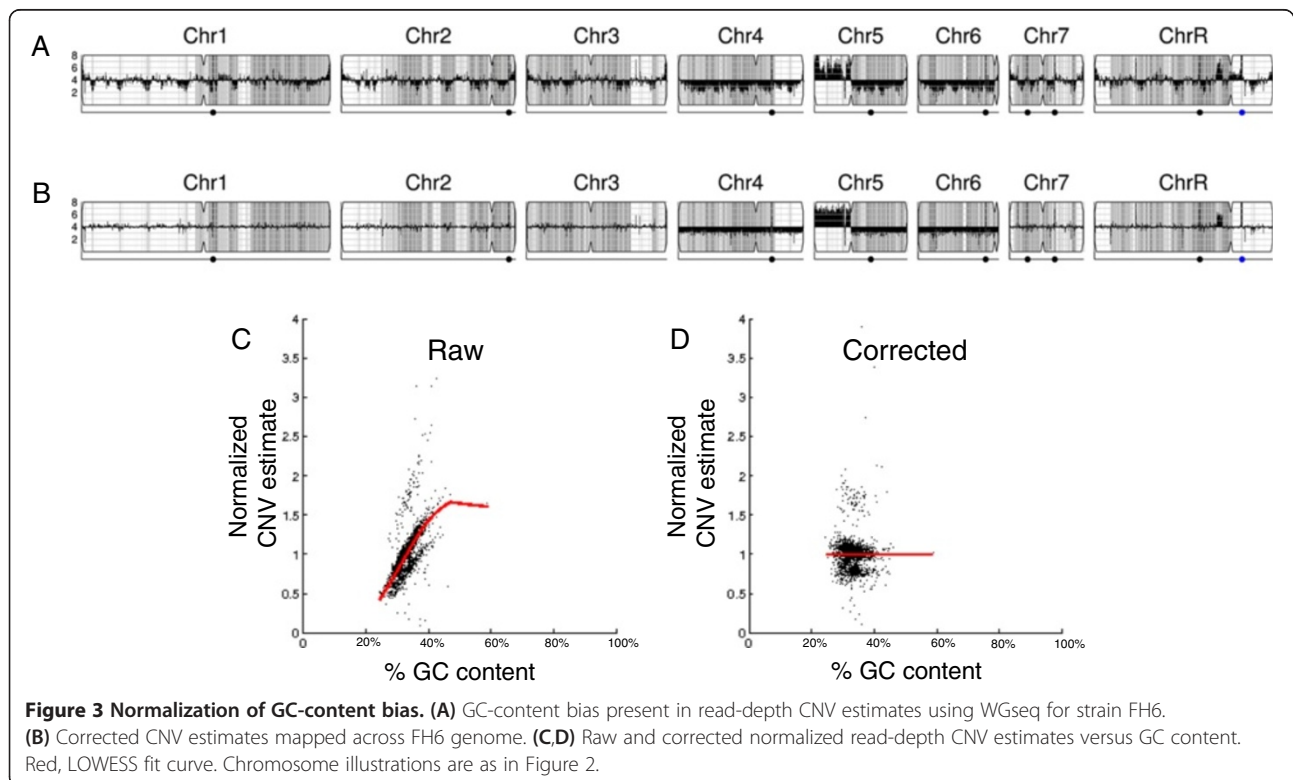 A
Chr1 Chr2 Chr3 Chr4 Chr5 Chr6 Chr7 ChrR
8
6
4
2
B
Chr1 Chr2 Chr3 Chr4 Chr5 Chr6 Chr7 ChrR
8
6
4
2
C
Raw
Normalized
CNV estimate
4
3.5
3
2.5
2
1.5
1
0.5
0
0 20% 40% 60% 80% 100%
% GC content
D
Corrected
Normalized
CNV estimate
4
3.5
3
2.5
2
1.5
1
0.5
0
0 20% 40% 60% 80% 100%
% GC content
Figure 3 Normalization of GC-content bias. (A) GC-content bias present in read-depth CNV estimates using WGseq for strain FH6.
(B) Corrected CNV estimates mapped across FH6 genome. (C,D) Raw and corrected normalized read-depth CNV estimates versus GC content.
Red, LOWESS fit curve. Chromosome illustrations are as in Figure 2.